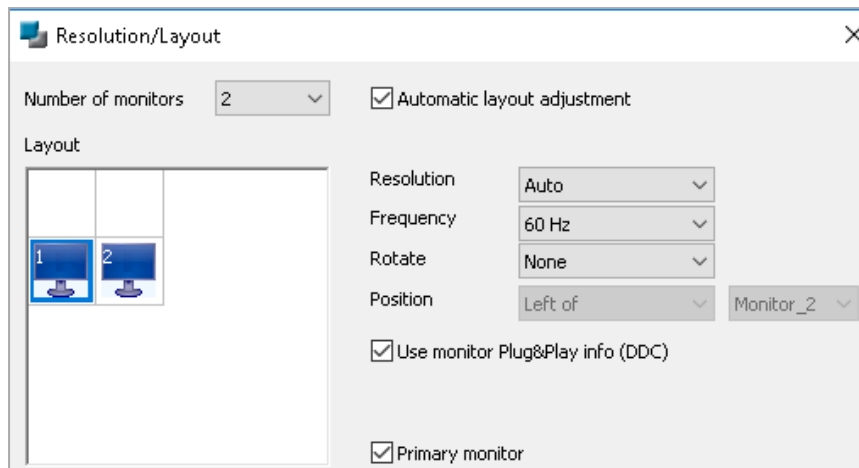 Resolution/Layout
Number of monitors 2 Automatic layout adjustment
Layout
Resolution Auto
Frequency 60 Hz
Rotate None
Position Left of Monitor_2
1 2
Use monitor Plug&Play info (DDC)
Primary monitor